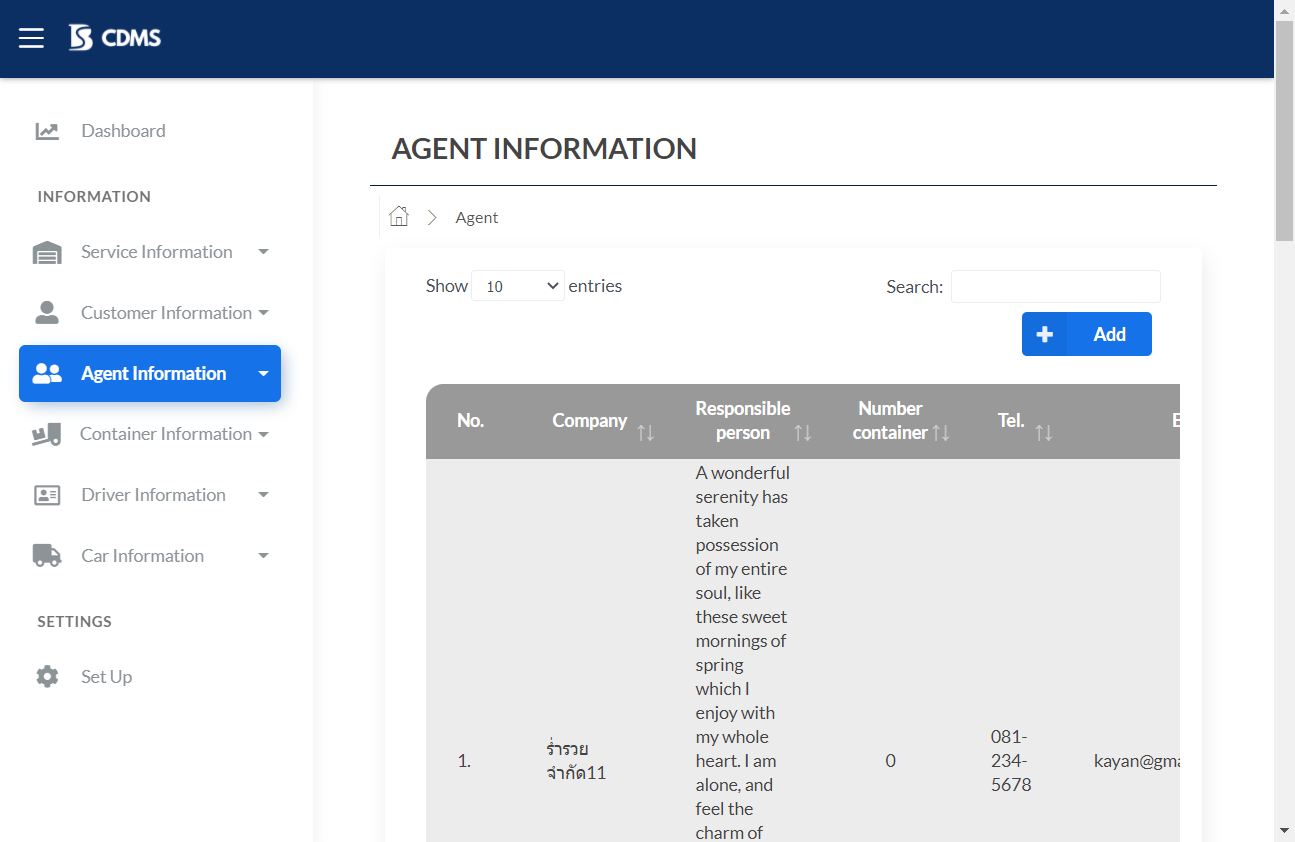 CDMS
Dashboard
INFORMATION
Service Information
Customer Information
Agent Information
Container Information
Driver Information
Car Information
SETTINGS
Set Up
AGENT INFORMATION
Agent
Show 10 entries
Search:
Add
No.
Company
Responsible
person
Number
container
Tel.
E
1.
ร่ำรวย
จำกัด11
A wonderful
serenity has
taken
possession
of my entire
soul, like
these sweet
mornings of
spring
which I
enjoy with
my whole
heart. I am
alone, and
feel the
charm of
0
081-
234-
5678
kayan@gma